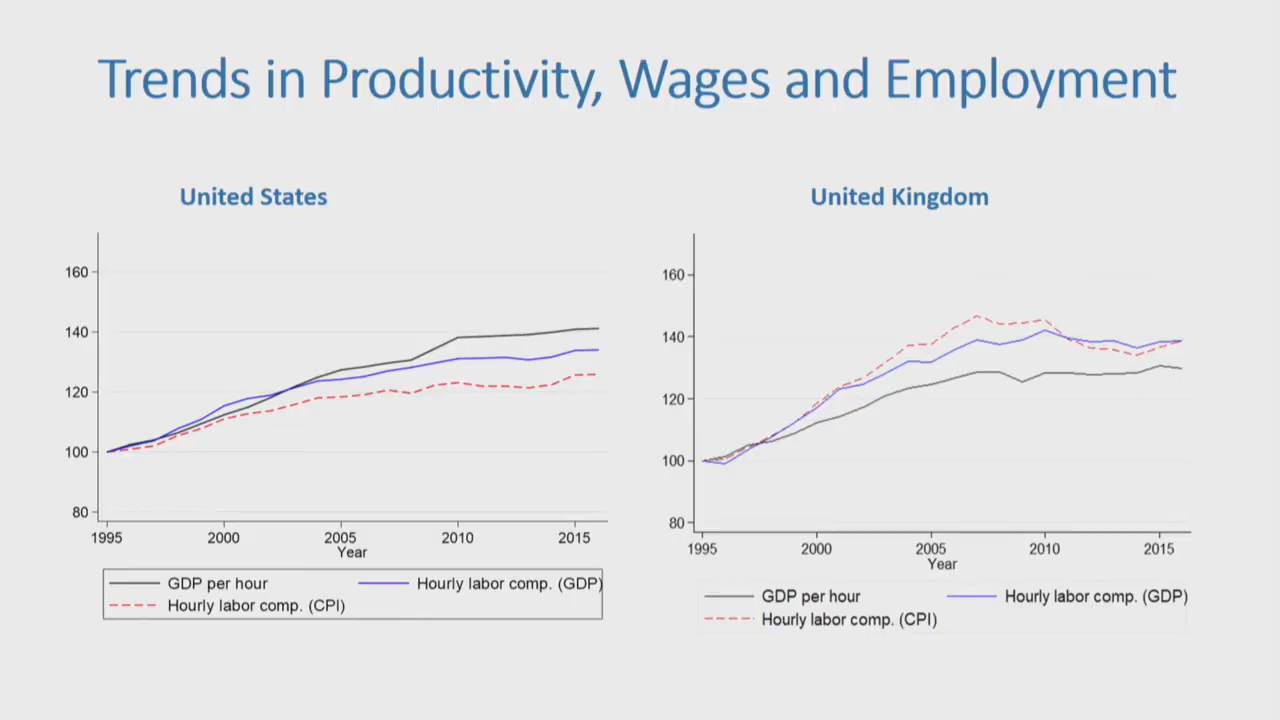 Trends in Productivity, Wages and Employment
United States
160
140
120
100
80
1995 2000 2005 2010 2015
Year
GDP per hour Hourly labor comp. (GDP)
Hourly labor comp. (CPI)
United Kingdom
160
140
120
100
80
1995 2000 2005 2010 2015
Year
GDP per hour Hourly labor comp. (GDP)
Hourly labor comp. (CPI)